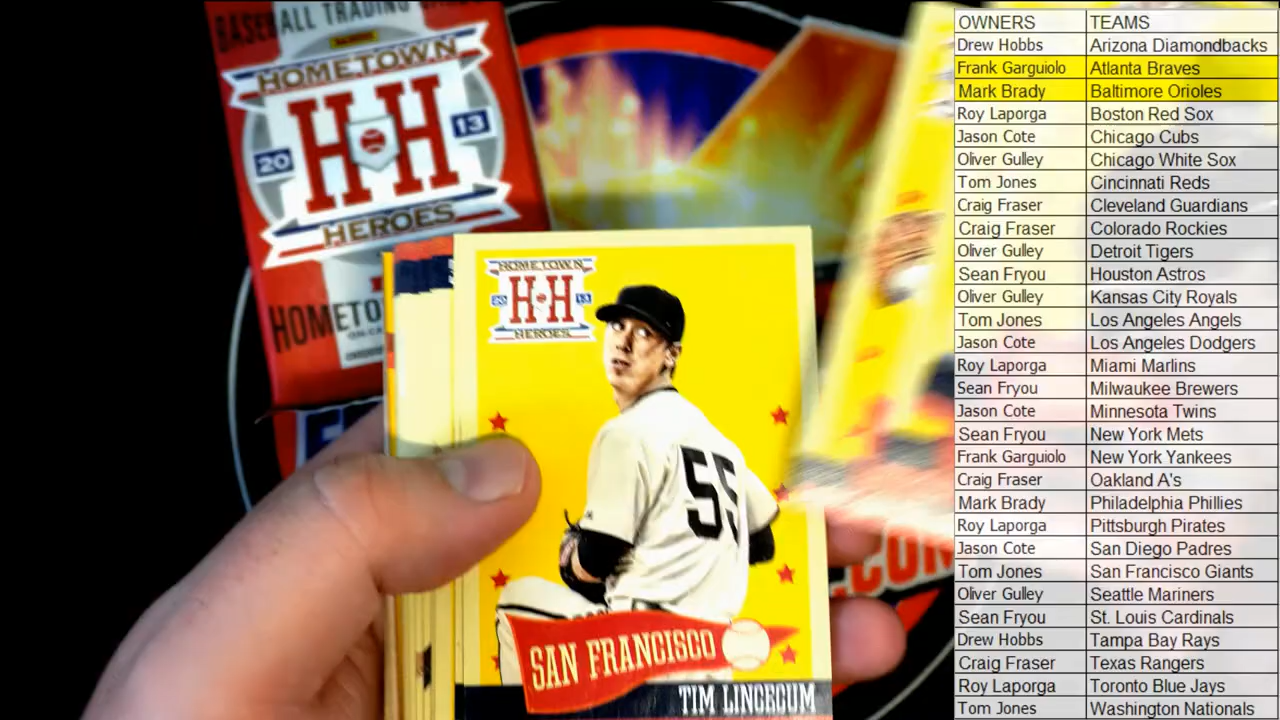 BASEBALL TRADING
HOMETOWN
HH
20 13
HEROES
HOMETO
HOMETOWN
HH
20 13
HEROES
55
SAN FRANCISCO
TIM LINCECUM
.COM
OWNERS TEAMS
Drew Hobbs Arizona Diamondbacks
Frank Garguiolo Atlanta Braves
Mark Brady Baltimore Orioles
Roy Laporga Boston Red Sox
Jason Cote Chicago Cubs
Oliver Gulley Chicago White Sox
Tom Jones Cincinnati Reds
Craig Fraser Cleveland Guardians
Craig Fraser Colorado Rockies
Oliver Gulley Detroit Tigers
Sean Fryou Houston Astros
Oliver Gulley Kansas City Royals
Tom Jones Los Angeles Angels
Jason Cote Los Angeles Dodgers
Roy Laporga Miami Marlins
Sean Fryou Milwaukee Brewers
Jason Cote Minnesota Twins
Sean Fryou New York Mets
Frank Garguiolo New York Yankees
Craig Fraser Oakland A's
Mark Brady Philadelphia Phillies
Roy Laporga Pittsburgh Pirates
Jason Cote San Diego Padres
Tom Jones San Francisco Giants
Oliver Gulley Seattle Mariners
Sean Fryou St. Louis Cardinals
Drew Hobbs Tampa Bay Rays
Craig Fraser Texas Rangers
Roy Laporga Toronto Blue Jays
Tom Jones Washington Nationals